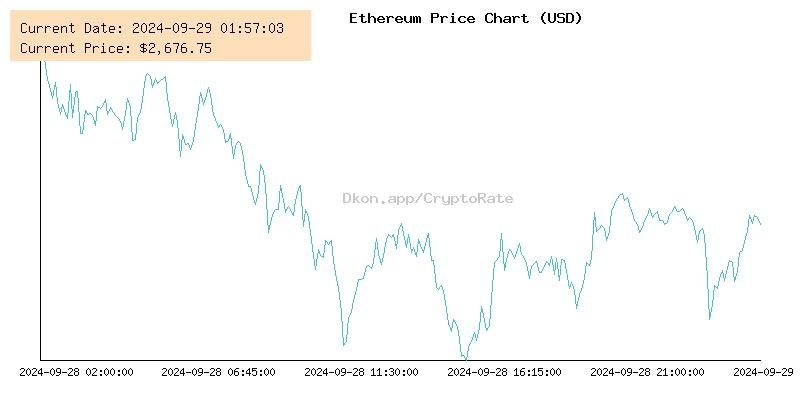 Ethereum Price Chart (USD)
Current Date: 2024-09-29 01:57:03
Current Price: $2,676.75
Dkon.app/CryptoRate
2024-09-28 02:00:00 2024-09-28 06:45:00 2024-09-28 11:30:00 2024-09-28 16:15:00 2024-09-28 21:00:00 2024-09-29